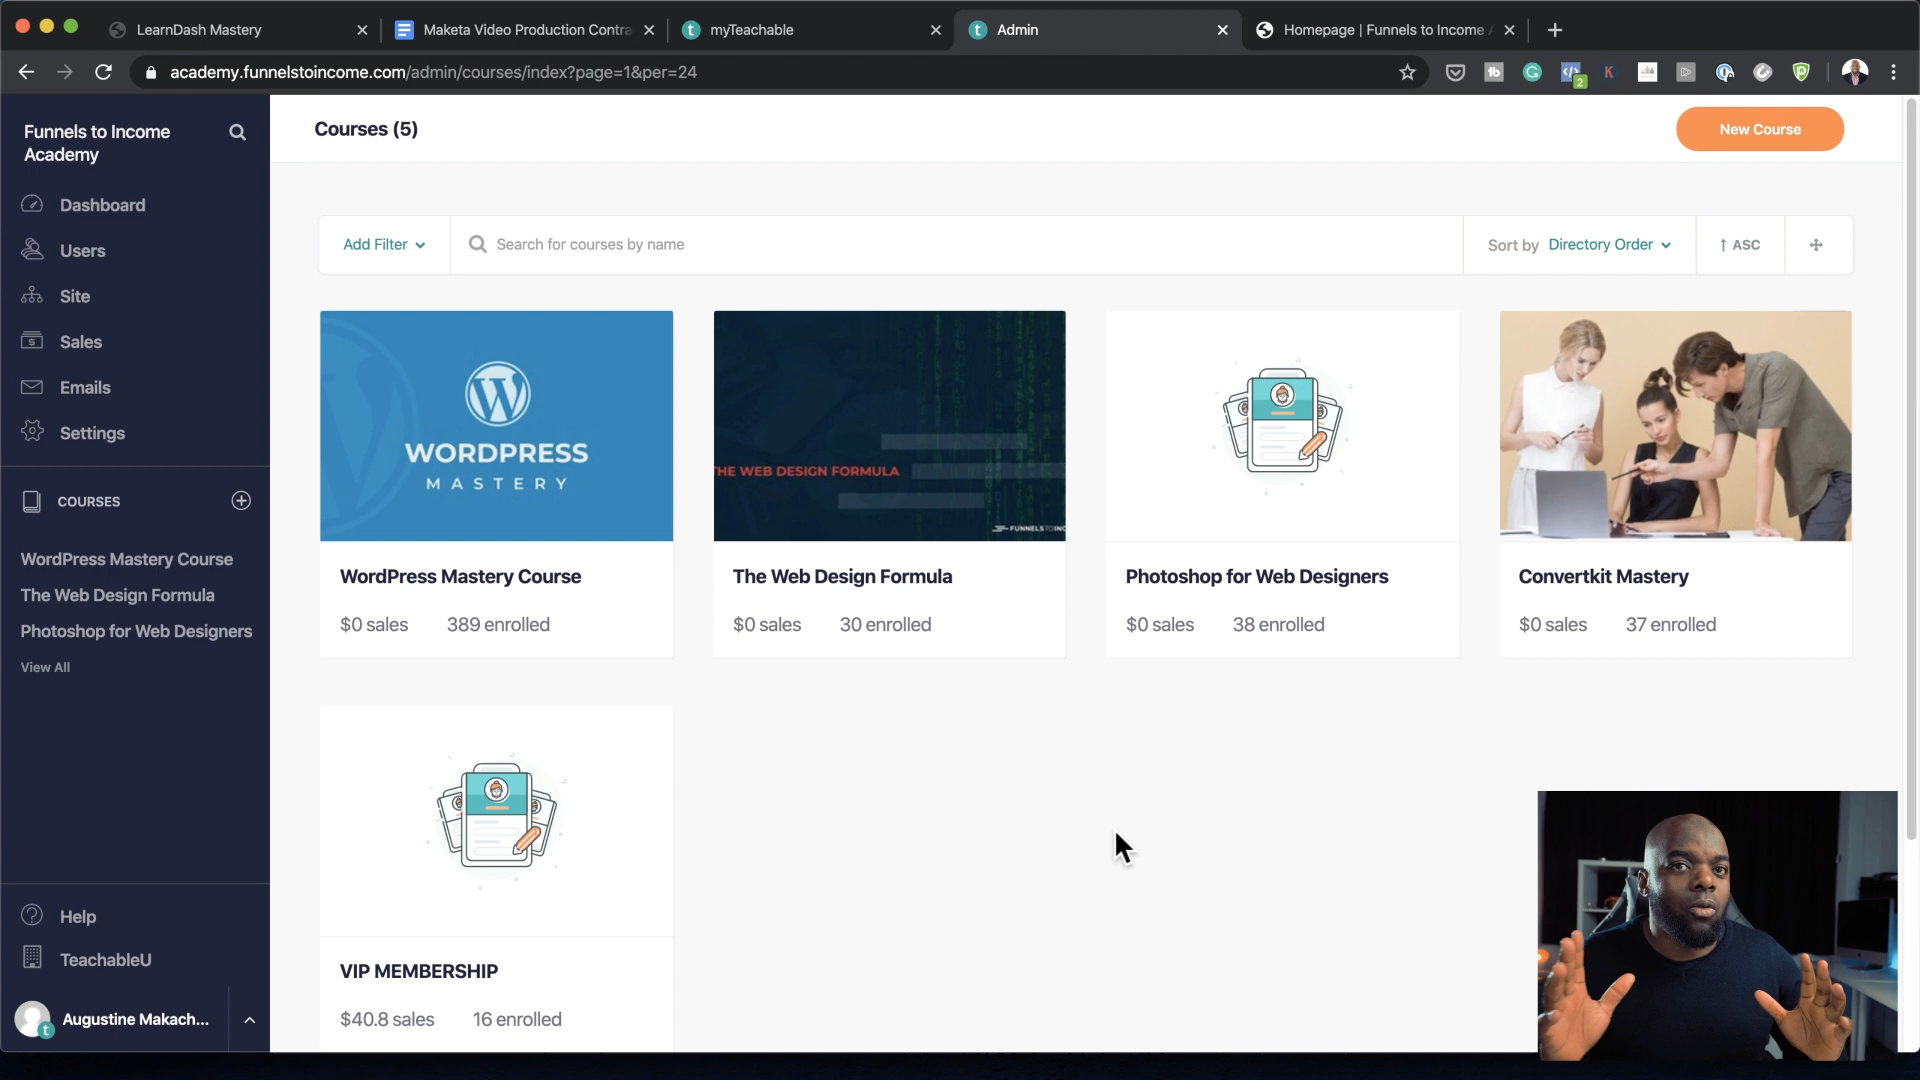 LearnDash Mastery
Maketa Video Production Contra
myTeachable
Admin
Homepage | Funnels to Income A
academy.funnelstoincome.com/admin/courses/index?page=1&per=24
tb
2
K
Funnels to Income
Academy
Dashboard
Users
Site
Sales
Emails
Settings
COURSES
WordPress Mastery Course
The Web Design Formula
Photoshop for Web Designers
View All
Help
TeachableU
t
Augustine Makach...
Courses (5)
New Course
Add Filter
Search for courses by name
Sort by Directory Order
ASC
WORDPRESS
MASTERY
WordPress Mastery Course
$0 sales 389 enrolled
THE WEB DESIGN FORMULA
FUNNELSTOINC
The Web Design Formula
$0 sales 30 enrolled
Photoshop for Web Designers
$0 sales 38 enrolled
Convertkit Mastery
$0 sales 37 enrolled
VIP MEMBERSHIP
$40.8 sales 16 enrolled